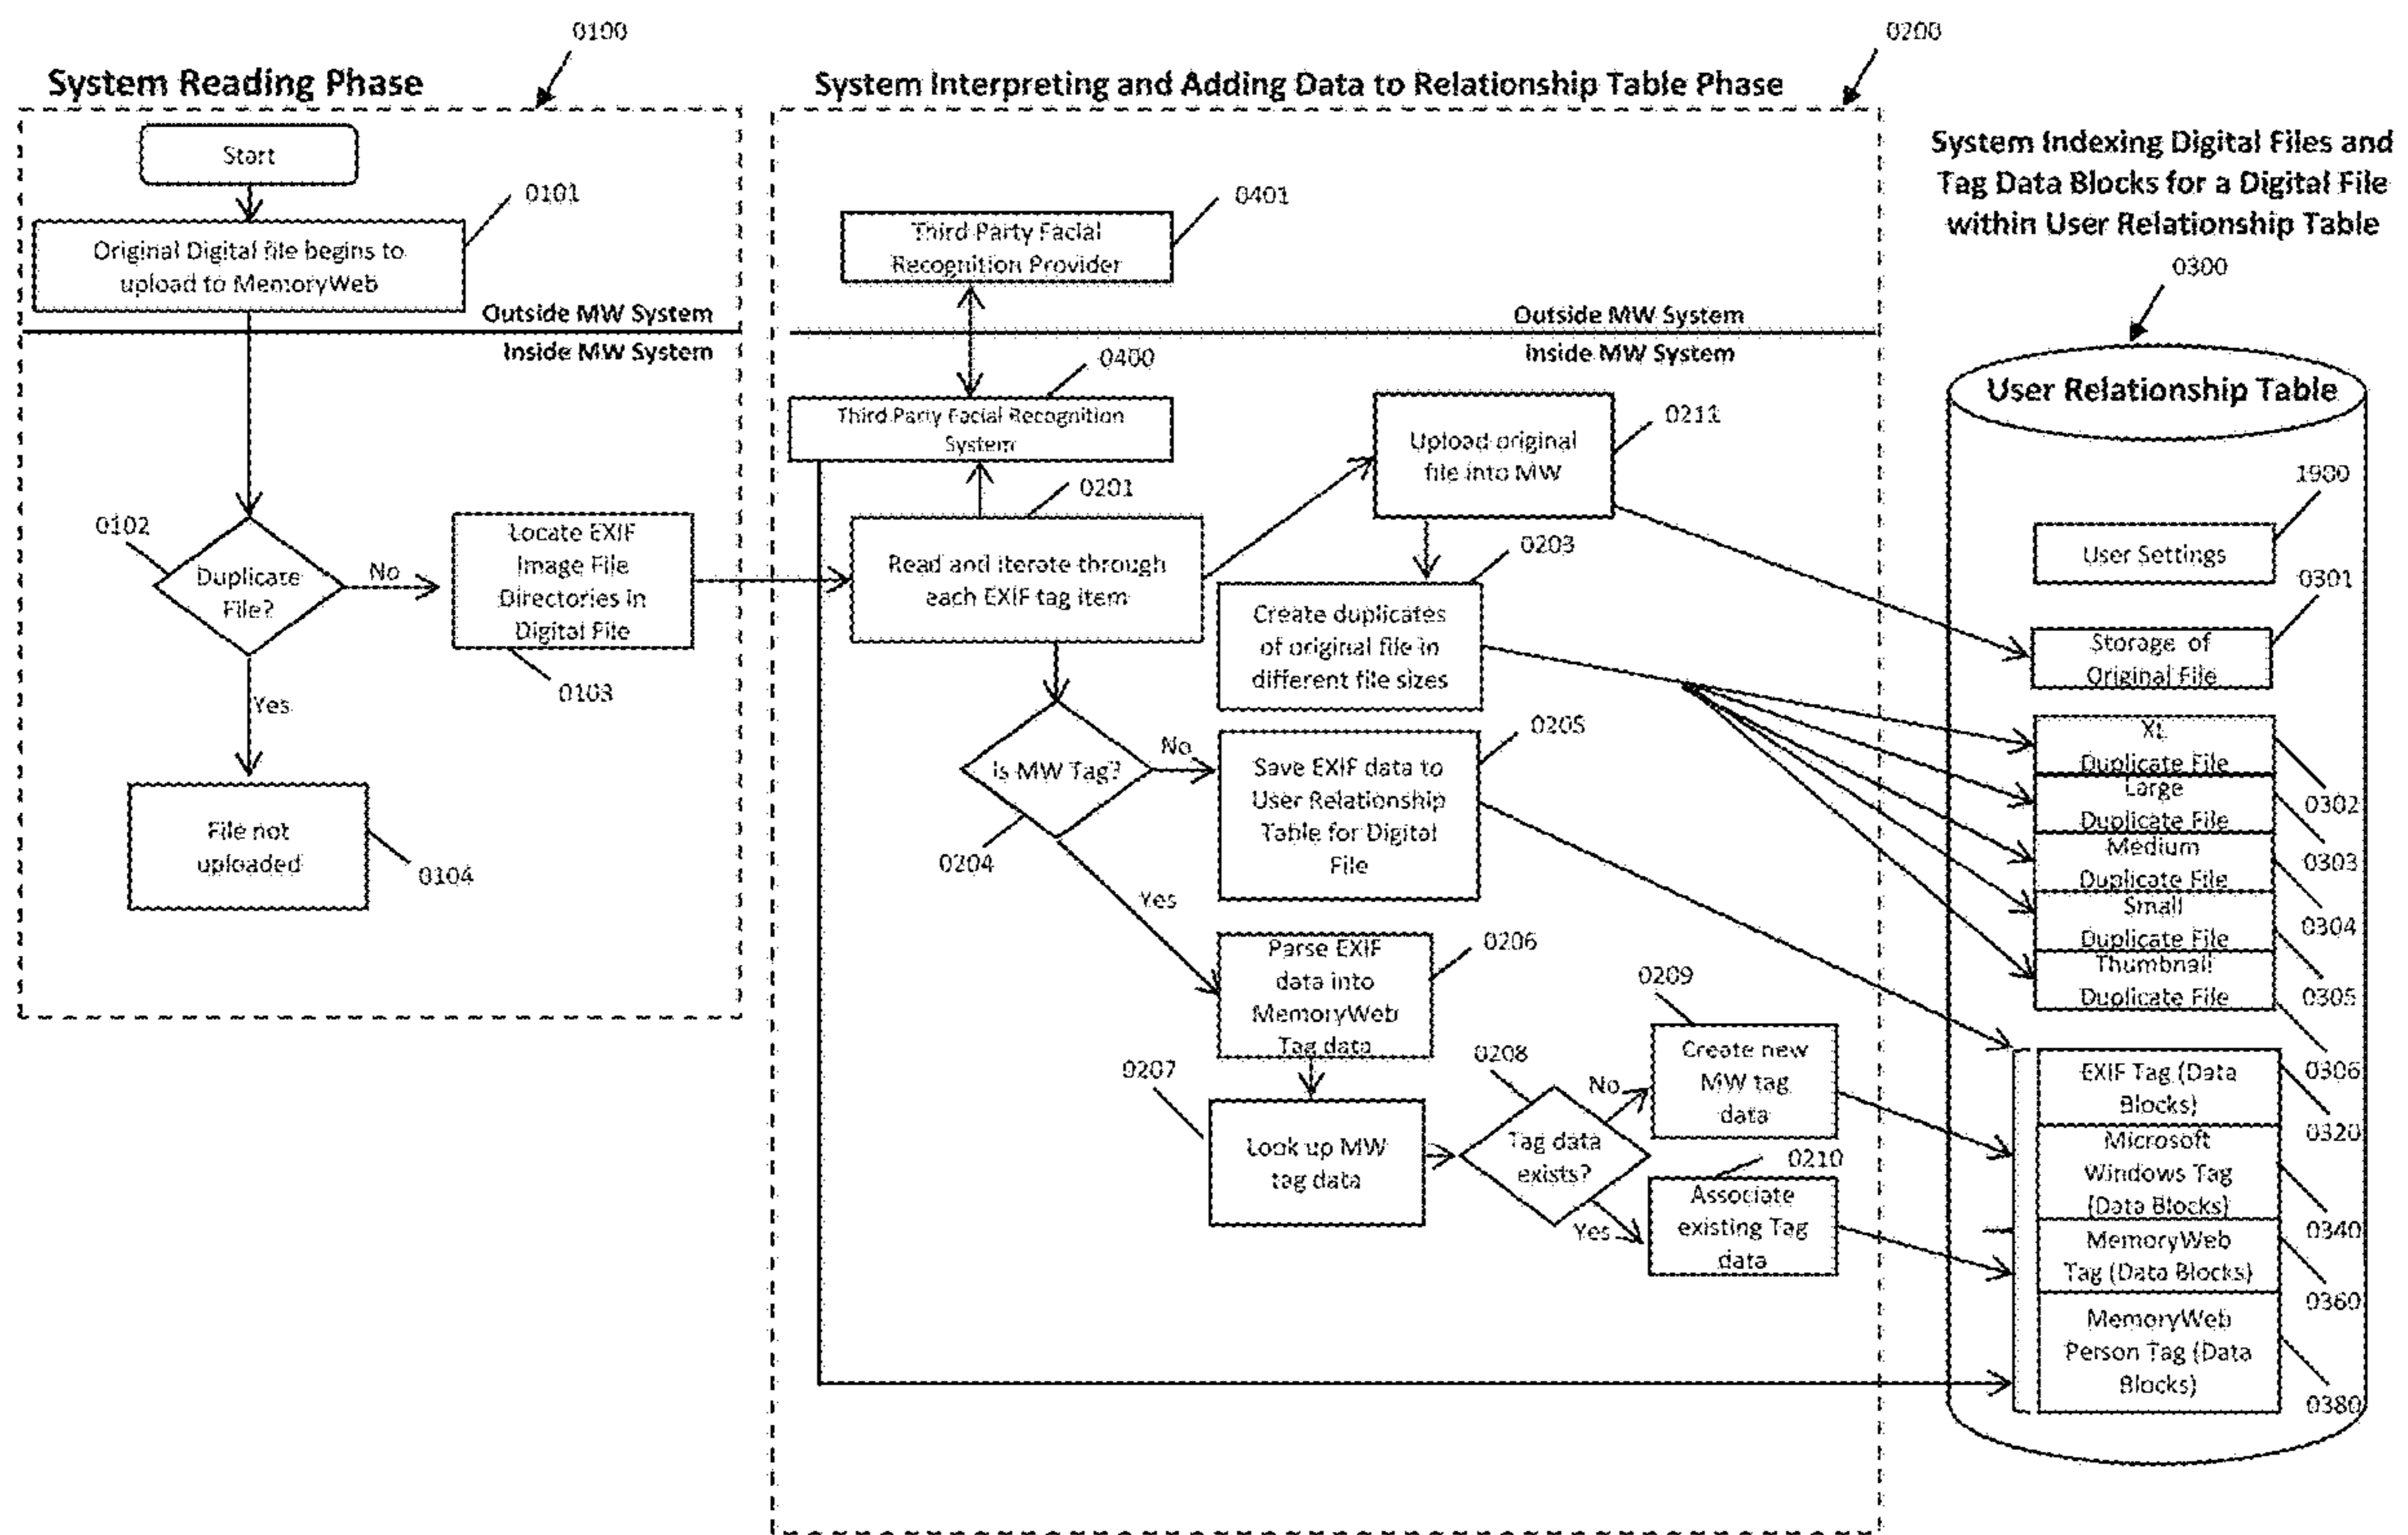 0100
System Reading Phase
Start
0101
Original Digital file begins to
upload to MemoryWeb
Outside MW System
Inside MW System
0102
Duplicate
File?
No
Locate EXIF
Image File
Directories in
Digital File
0103
Yes
File not
uploaded
0104
0200
System Interpreting and Adding Data to Relationship Table Phase
Third Party Facial
Recognition Provider
0401
Outside MW System
Inside MW System
0400
Third Party Facial Recognition
System
0201
Read and iterate through
each EXIF tag item
Upload original
file into MW
0211
0203
Create duplicates
of original file in
different file sizes
Is MW Tag?
0204
No
Save EXIF data to
User Relationship
Table for Digital
File
0205
Yes
Parse EXIF
data into
MemoryWeb
Tag data
0206
0207
Look up MW
tag data
0208
Tag data
exists?
No
0209
Create new
MW tag
data
Yes
0210
Associate
existing Tag
data
System Indexing Digital Files and
Tag Data Blocks for a Digital File
within User Relationship Table
0300
User Relationship Table
1900
User Settings
0301
Storage of
Original File
XL
Duplicate File
0302
Large
Duplicate File
0303
Medium
Duplicate File
0304
Small
Duplicate File
0305
Thumbnail
Duplicate File
0306
EXIF Tag (Data
Blocks)
0320
Microsoft
Windows Tag
(Data Blocks)
0340
MemoryWeb
Tag (Data Blocks)
0360
MemoryWeb
Person Tag (Data
Blocks)
0380